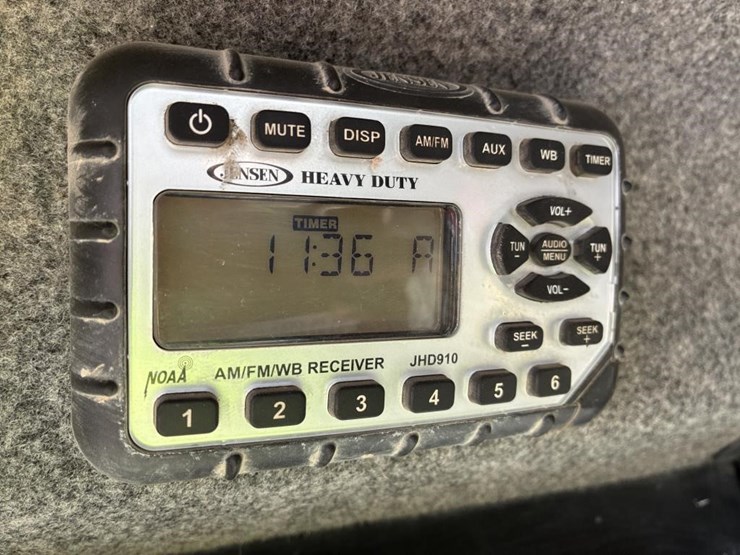 JENSEN
MUTE DISP AM/FM AUX WB TIMER
JENSEN HEAVY DUTY
TIMER
11:36 A
VOL+
TUN - AUDIO MENU TUN +
VOL-
SEEK - SEEK +
NOAA AM/FM/WB RECEIVER JHD910
1 2 3 4 5 6